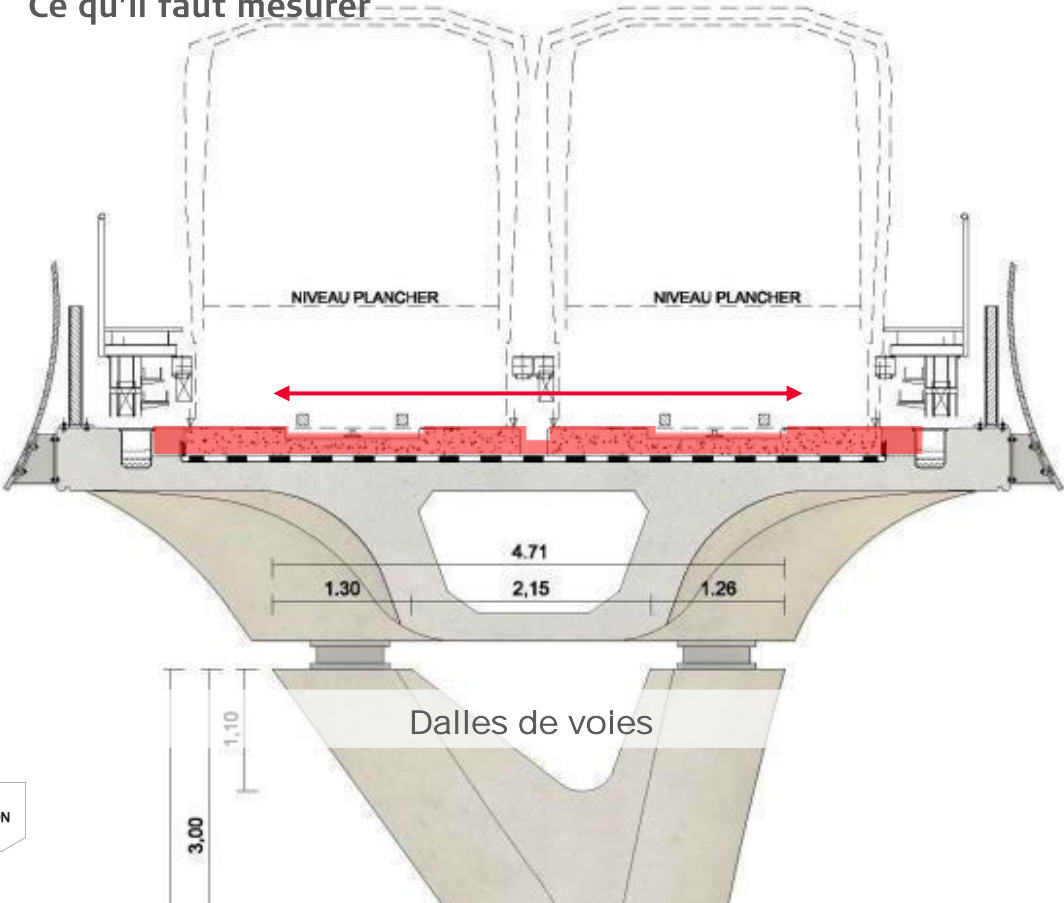 Ce qu'il faut mesurer
NIVEAU PLANCHER
NIVEAU PLANCHER
4.71
1.30
2,15
1.26
Dalles de voies
1,10
3,00